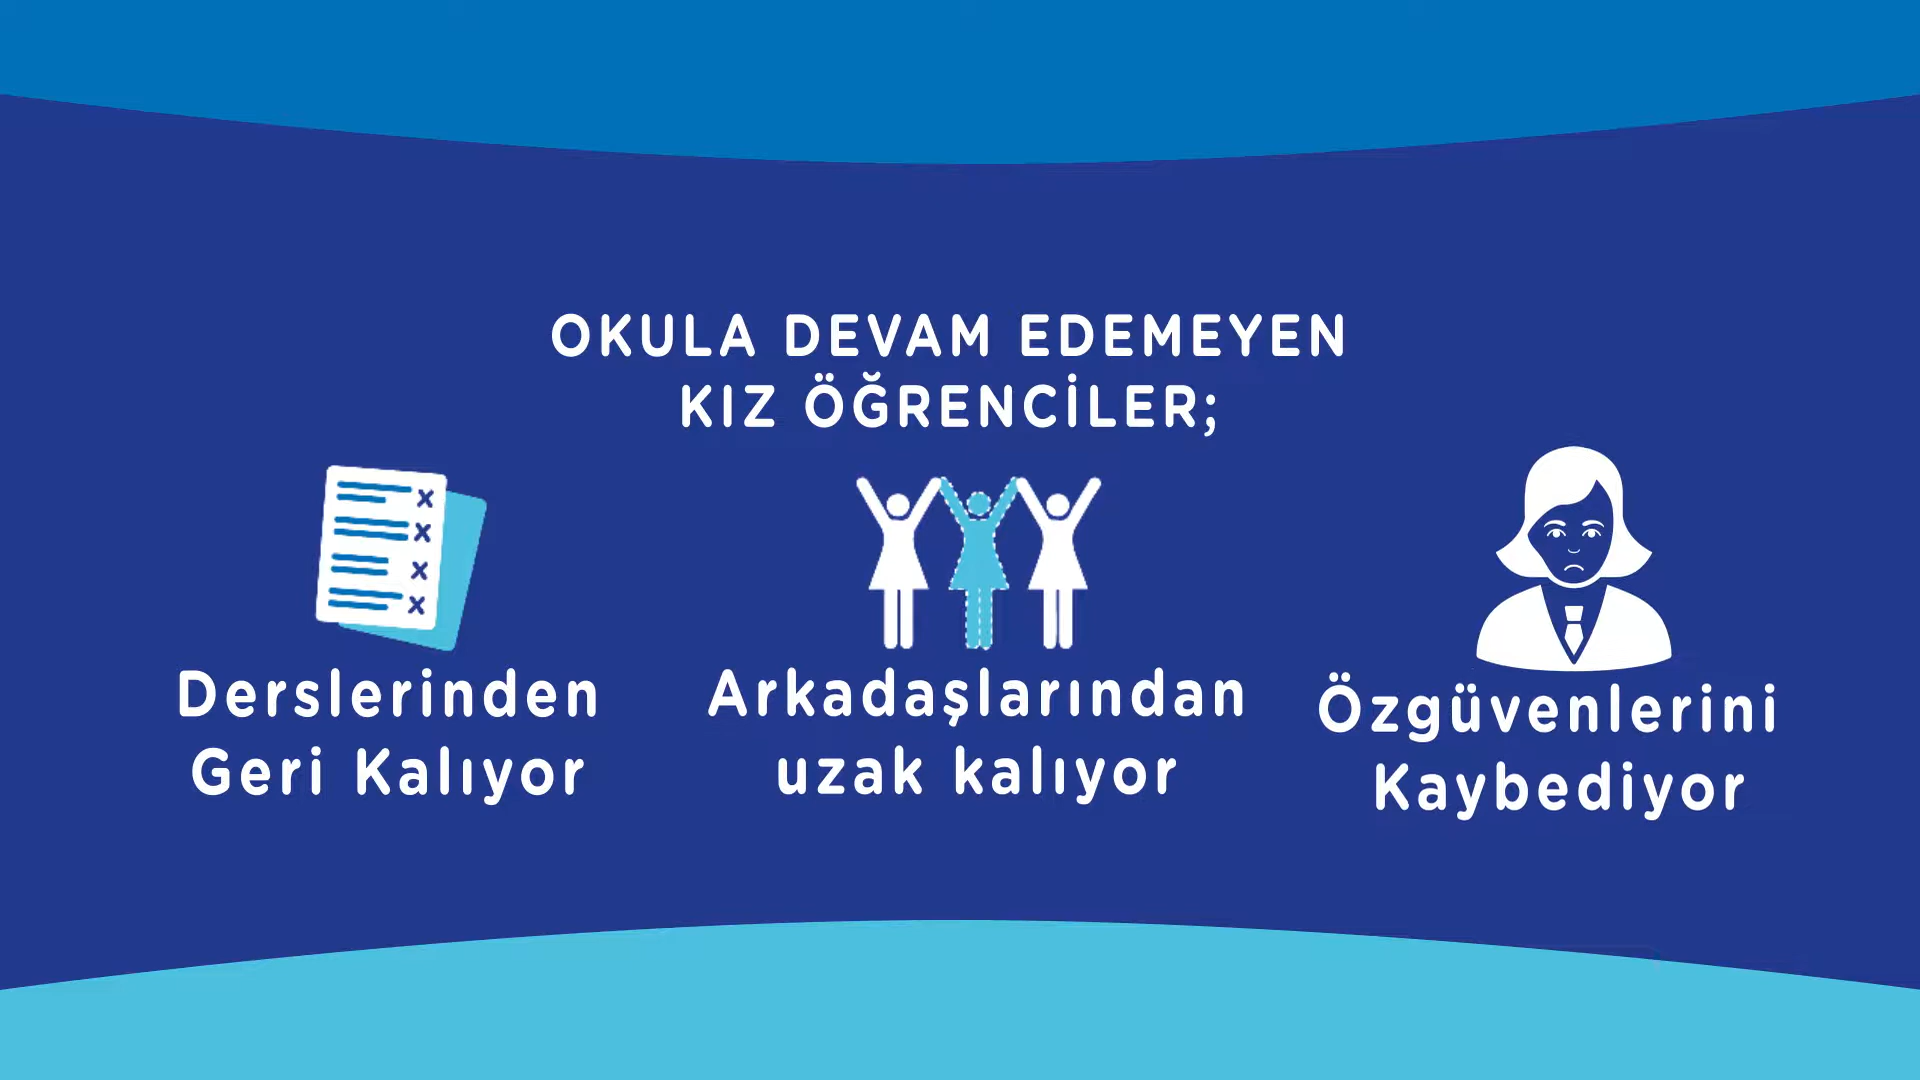 OKULA DEVAM EDEMEYEN
KIZ ÖĞRENCİLER;
Derslerinden
Geri Kalıyor
Arkadaşlarından
uzak kalıyor
Özgüvenlerini
Kaybediyor